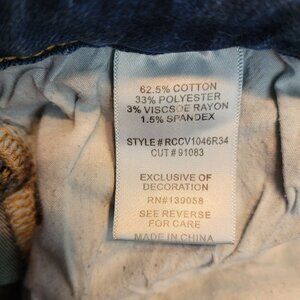 62.5% COTTON
33% POLYESTER
3% VISCSOE RAYON
1.5% SPANDEX
STYLE # RCCV1046R34
CUT # 91083
EXCLUSIVE OF
DECORATION
RN#139058
SEE REVERSE
FOR CARE
MADE IN CHINA